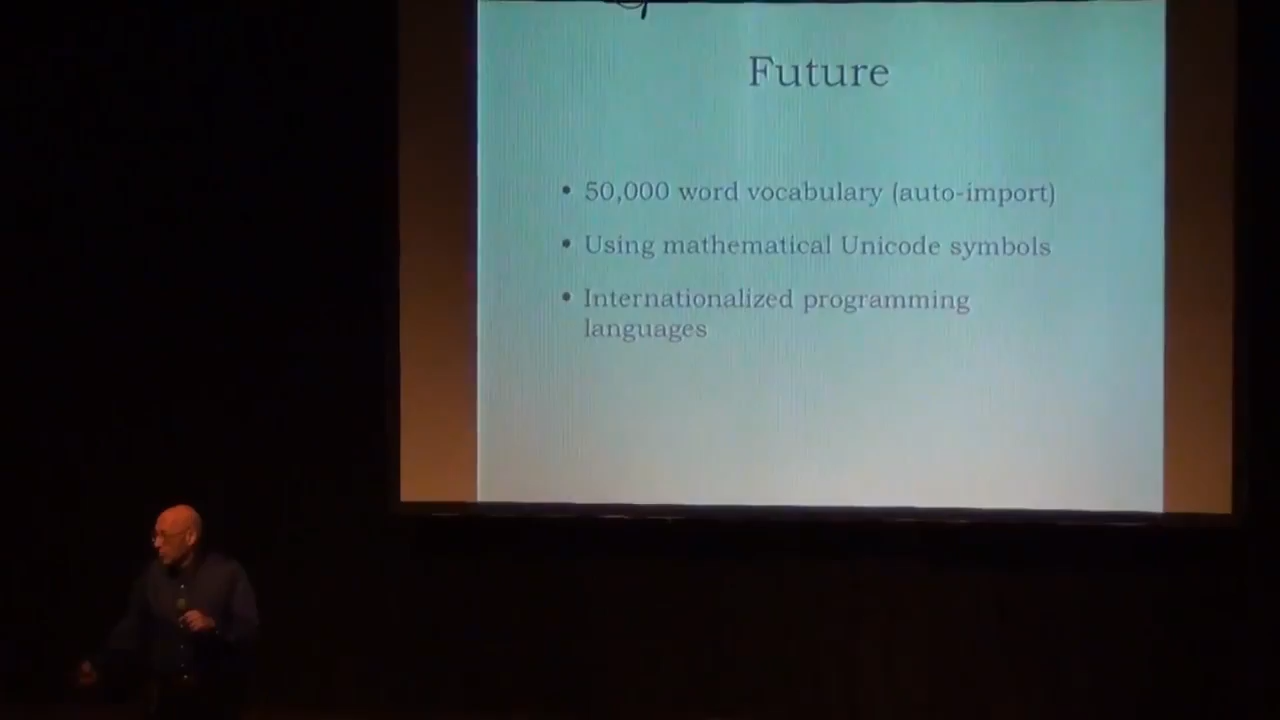 Future
• 50,000 word vocabulary (auto-import)
• Using mathematical Unicode symbols
• Internationalized programming
languages